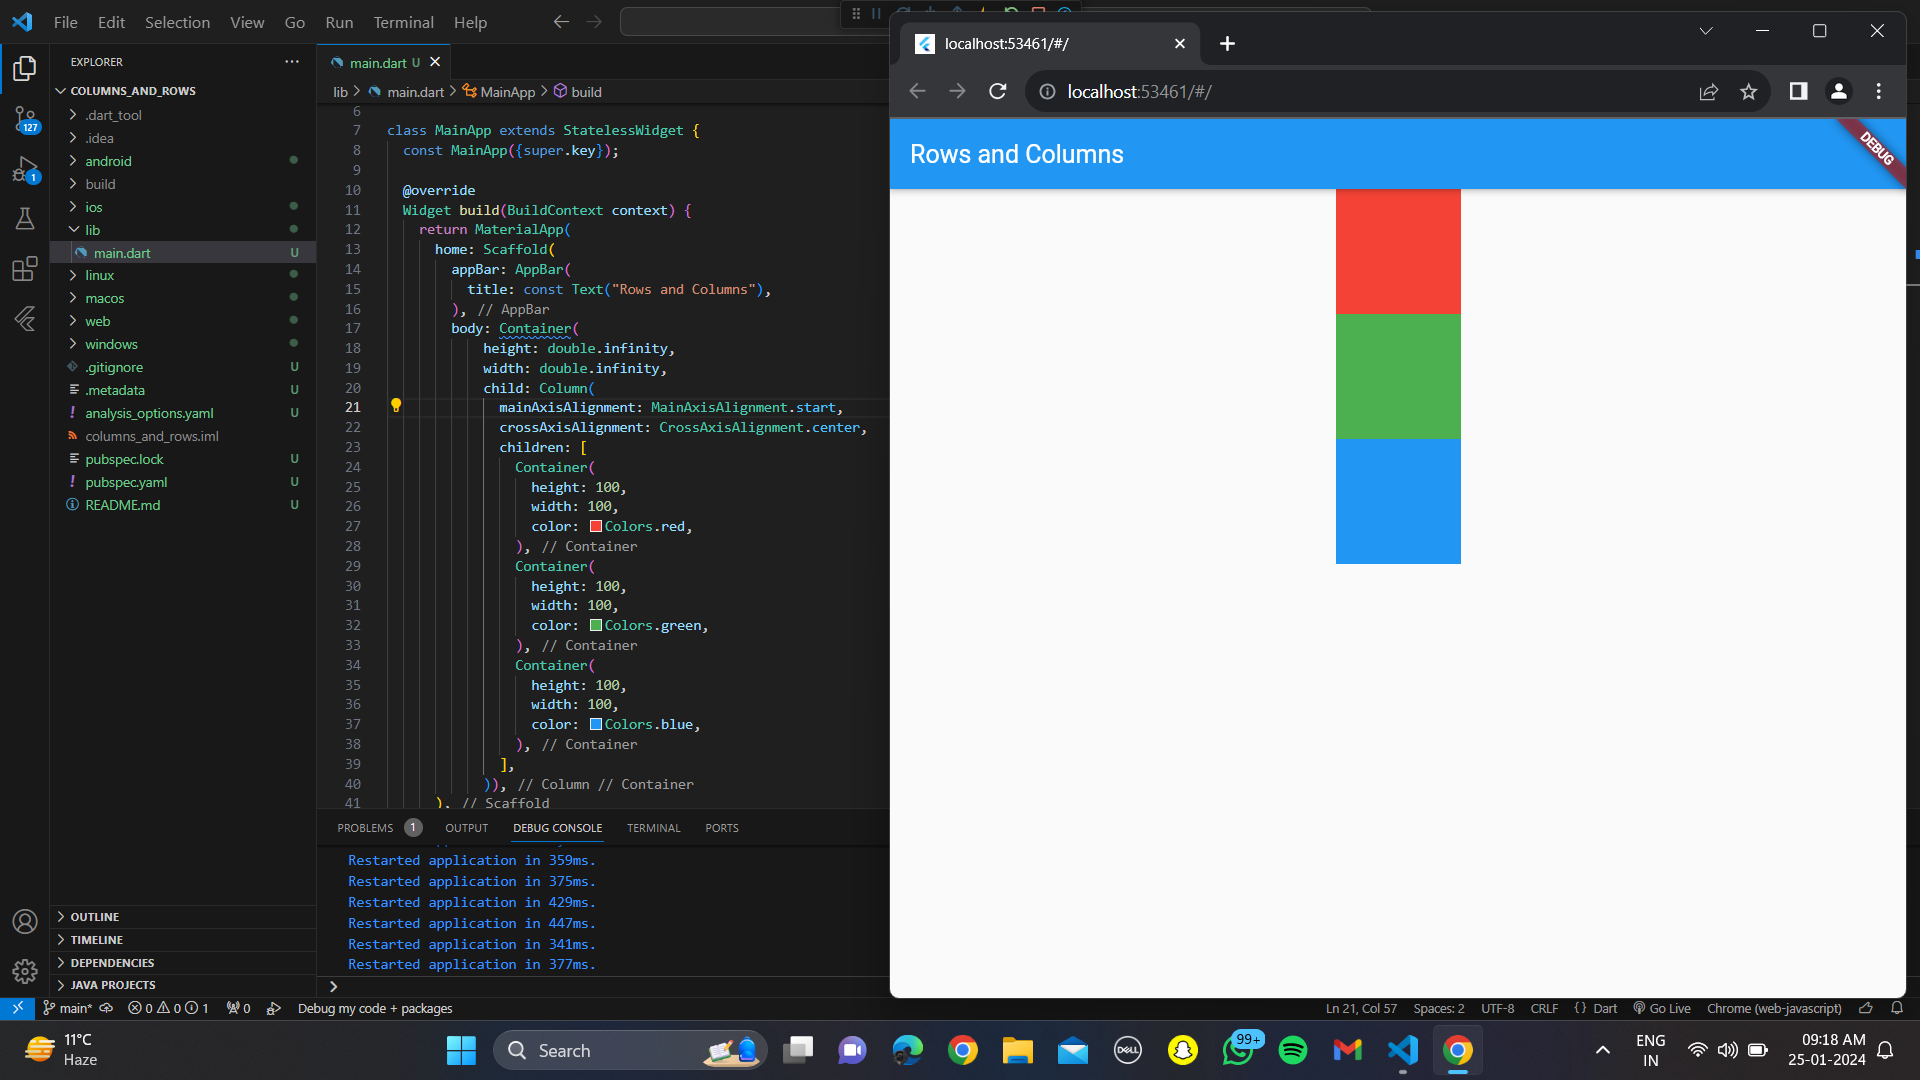 File Edit Selection View Go Run Terminal Help
EXPLORER
COLUMNS_AND_ROWS
.dart_tool
.idea
android
build
ios
lib
main.dart U
linux
macos
web
windows
.gitignore U
.metadata U
analysis_options.yaml U
columns_and_rows.iml
pubspec.lock U
pubspec.yaml U
README.md U
OUTLINE
TIMELINE
DEPENDENCIES
JAVA PROJECTS
127
1
main.dart U
lib > main.dart > MainApp > build
6
7 class MainApp extends StatelessWidget {
8 const MainApp({super.key});
9
10 @override
11 Widget build(BuildContext context) {
12 return MaterialApp(
13 home: Scaffold(
14 appBar: AppBar(
15 title: const Text("Rows and Columns"),
16 ), // AppBar
17 body: Container(
18 height: double.infinity,
19 width: double.infinity,
20 child: Column(
21 mainAxisAlignment: MainAxisAlignment.start,
22 crossAxisAlignment: CrossAxisAlignment.center,
23 children: [
24 Container(
25 height: 100,
26 width: 100,
27 color: Colors.red,
28 ), // Container
29 Container(
30 height: 100,
31 width: 100,
32 color: Colors.green,
33 ), // Container
34 Container(
35 height: 100,
36 width: 100,
37 color: Colors.blue,
38 ), // Container
39 ],
40 )), // Column // Container
41 ), // Scaffold
PROBLEMS 1 OUTPUT DEBUG CONSOLE TERMINAL PORTS
Restarted application in 359ms.
Restarted application in 375ms.
Restarted application in 429ms.
Restarted application in 447ms.
Restarted application in 341ms.
Restarted application in 377ms.
localhost:53461/#/
localhost:53461/#/
Rows and Columns
DEBUG
main* 0 0 1 0 Debug my code + packages
Ln 21, Col 57 Spaces: 2 UTF-8 CRLF {} Dart Go Live Chrome (web-javascript)
11°C
Haze
Search
DELL
99+
ENG
IN
09:18 AM
25-01-2024